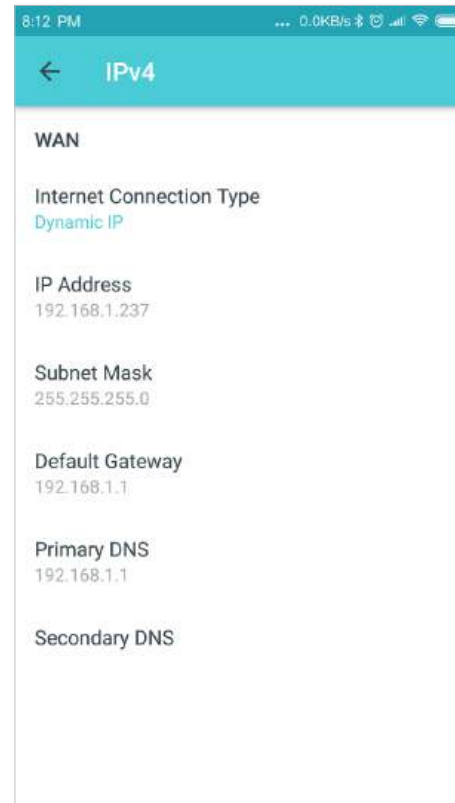 8:12 PM ... 0.0KB/s
IPv4
WAN
Internet Connection Type
Dynamic IP
IP Address
192.168.1.237
Subnet Mask
255.255.255.0
Default Gateway
192.168.1.1
Primary DNS
192.168.1.1
Secondary DNS